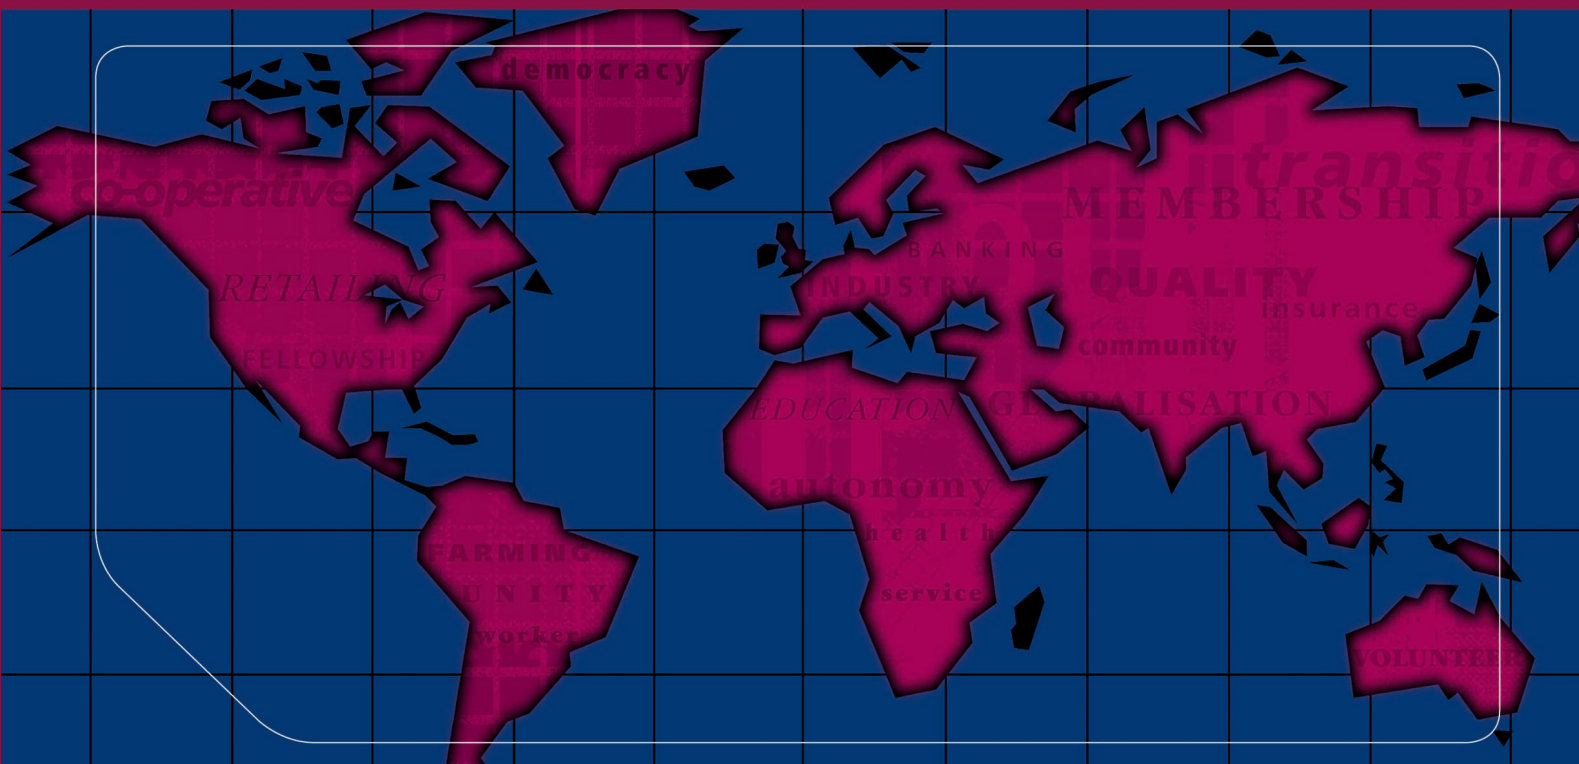 democracy
co-operative
transitio
MEMBERSHIP
BANKING
INDUSTRY
QUALITY
RETAILING
insurance
community
FELLOWSHIP
EDUCATION
GLOBALISATION
autonomy
health
FARMING
UNITY
service
worker
VOLUNTEER